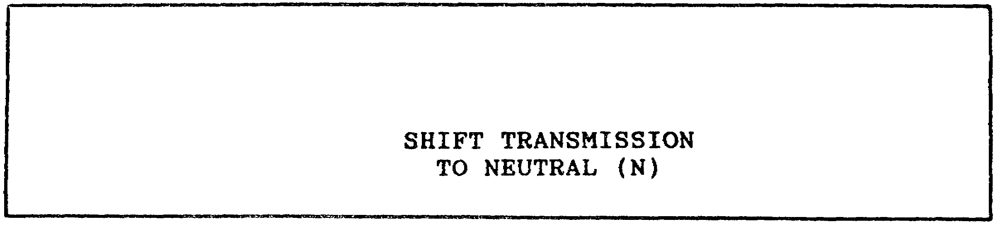 SHIFT TRANSMISSION
TO NEUTRAL (N)